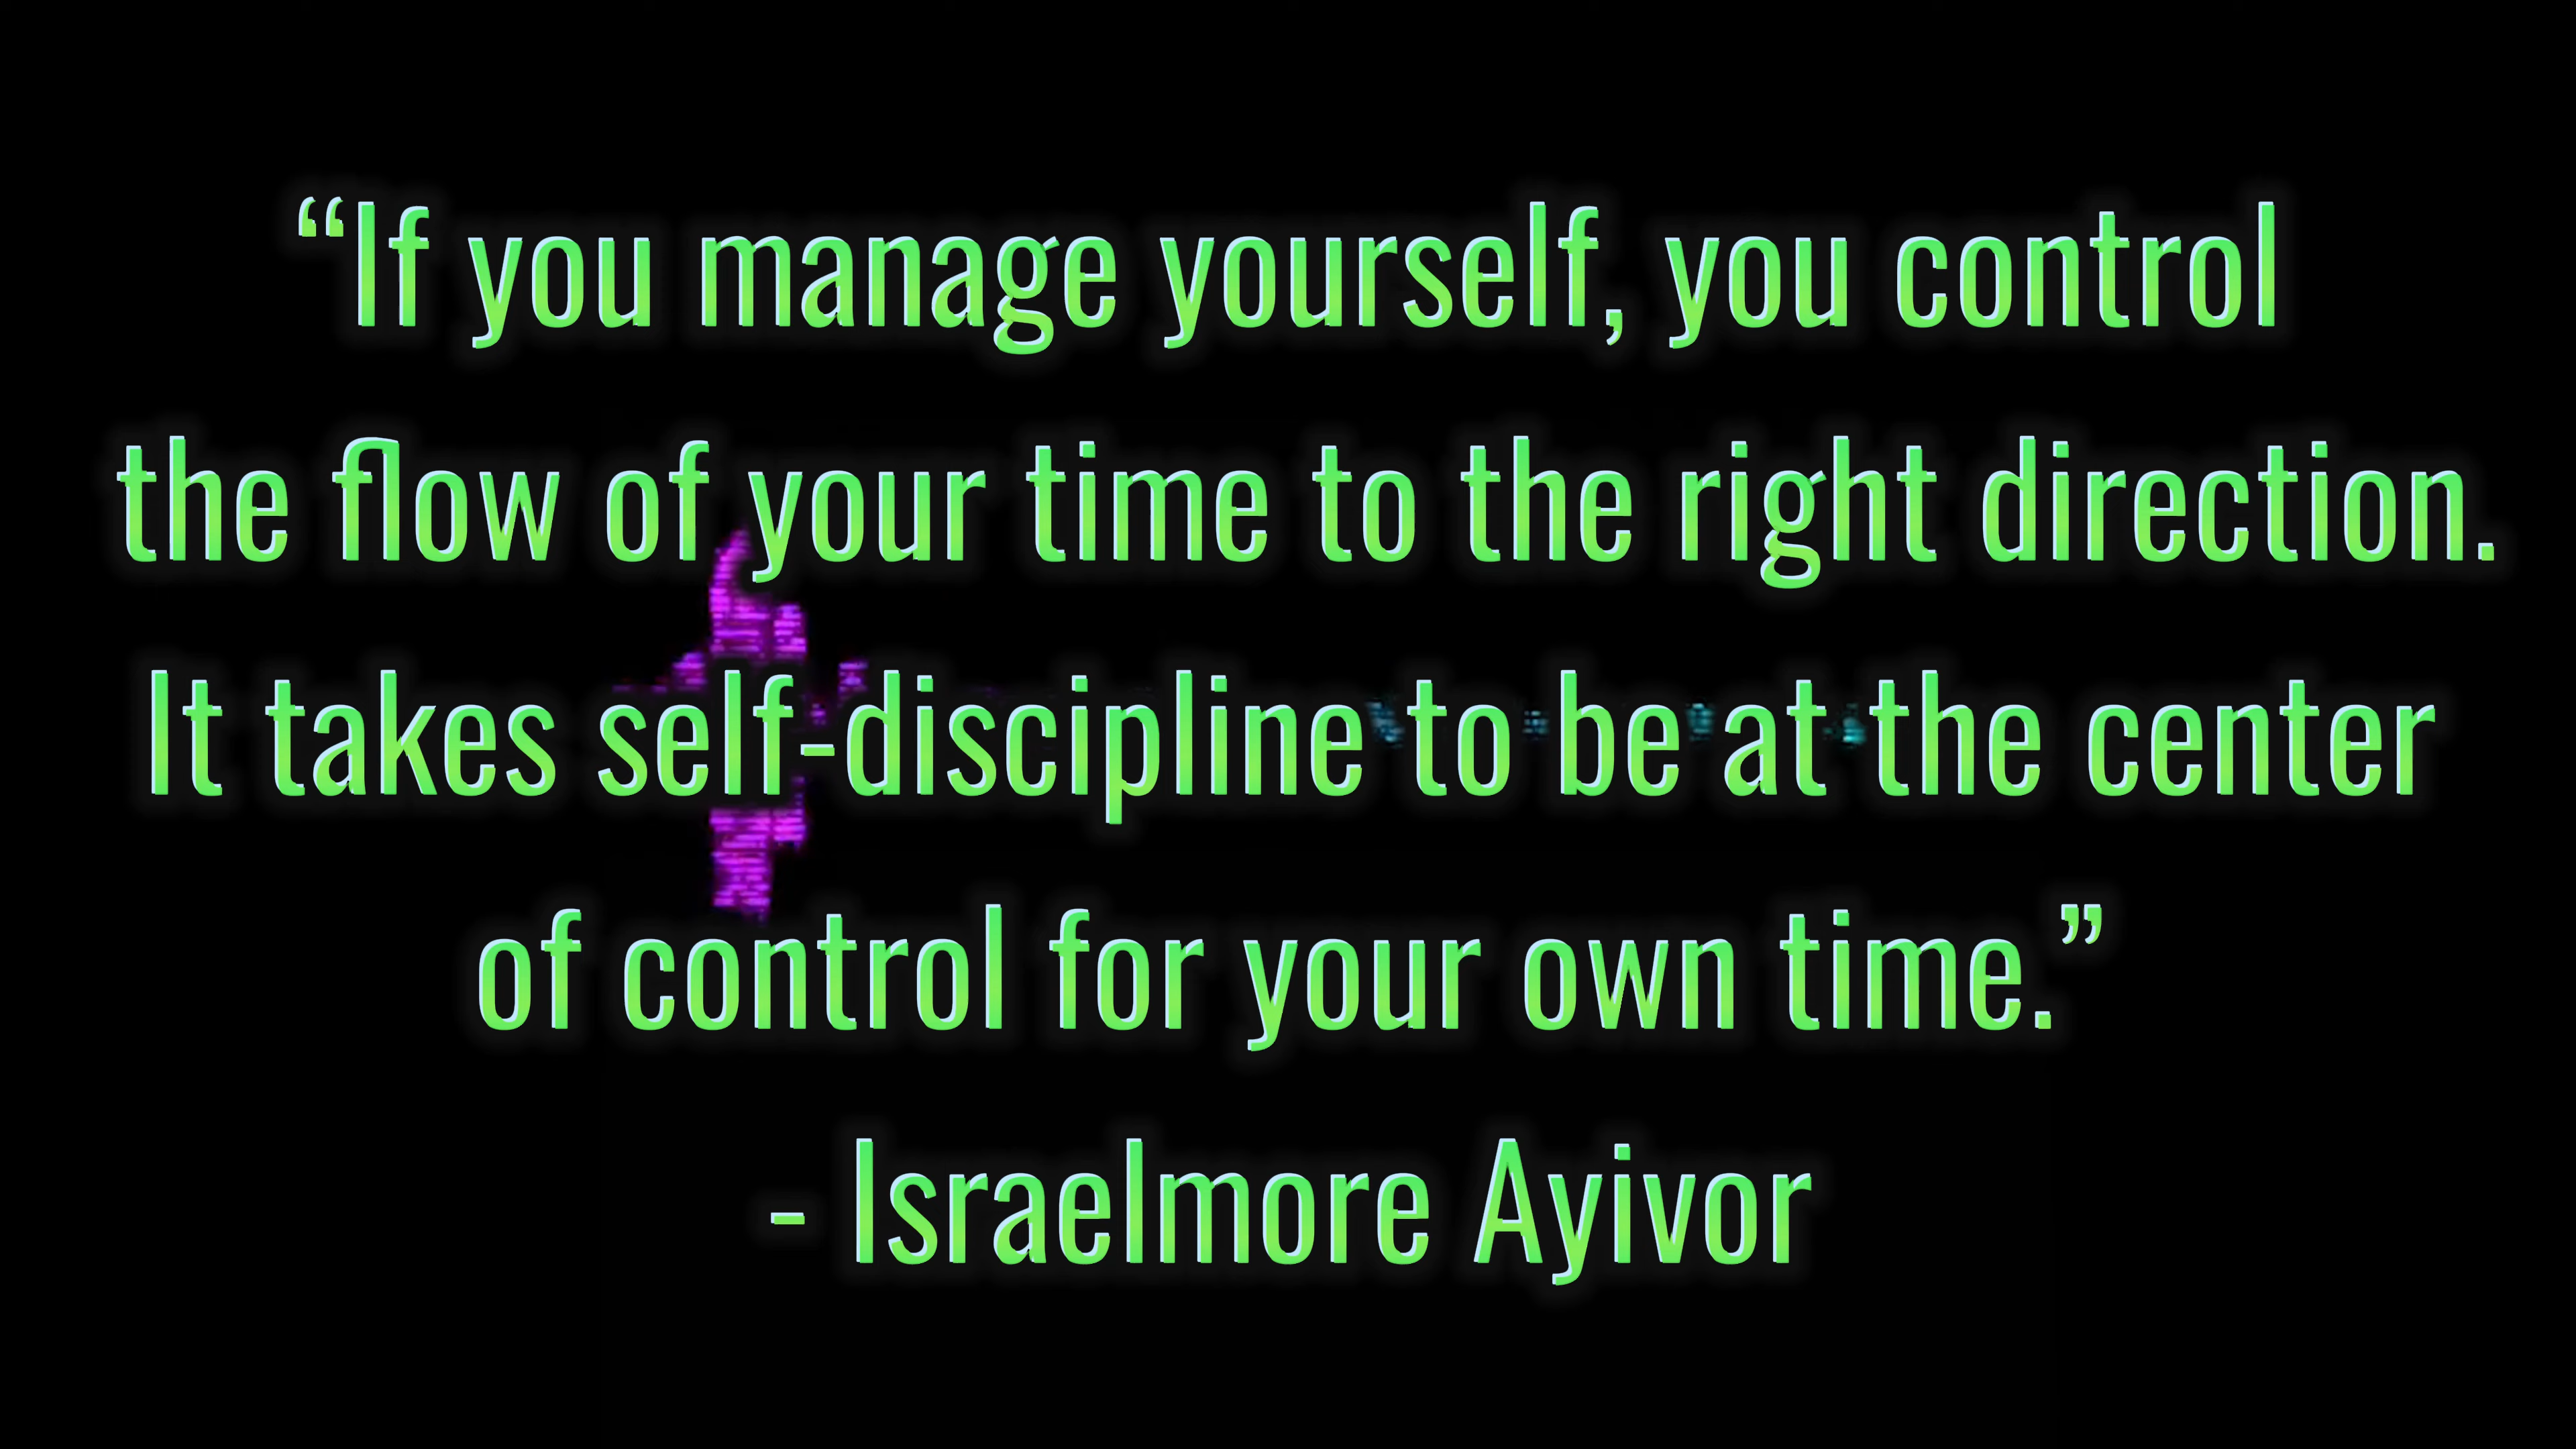 “If you manage yourself, you control
the flow of your time to the right direction.
It takes self-discipline to be at the center
of control for your own time.”
- Israelmore Ayivor